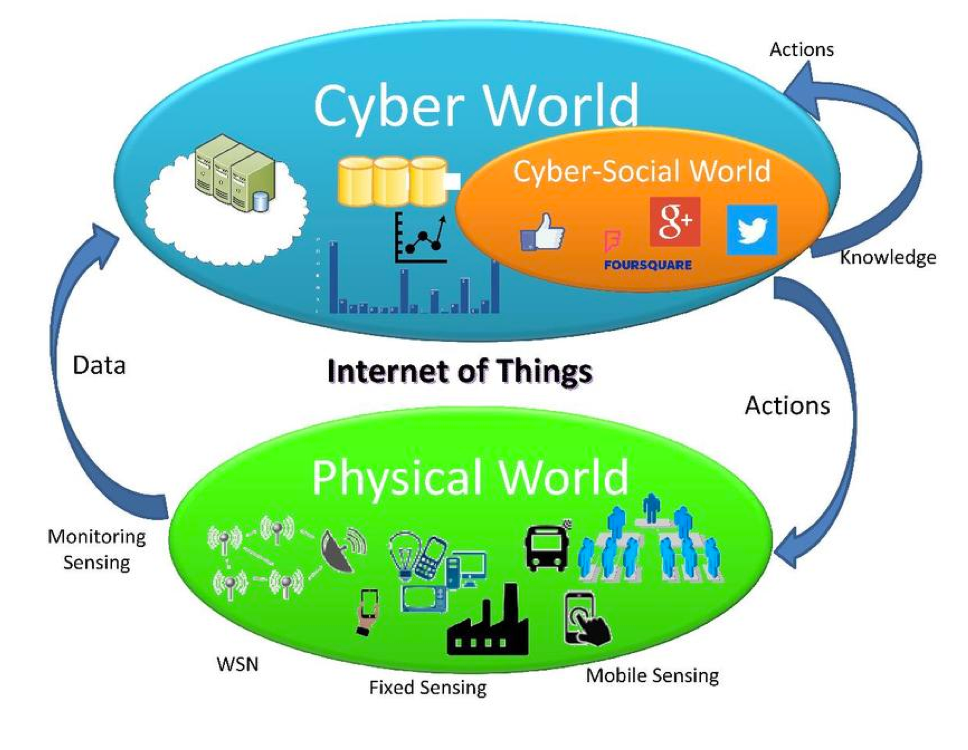 Actions
Cyber World
Cyber-Social World
g+
FOURSQUARE
Knowledge
Data
Internet of Things
Actions
Physical World
Monitoring
Sensing
WSN
Fixed Sensing
Mobile Sensing